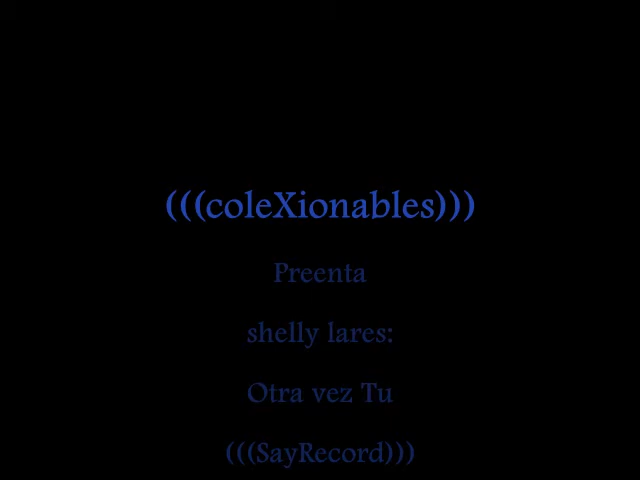 (((coleXionables)))
Preenta
shelly lares:
Otra vez Tu
(((SayRecord)))